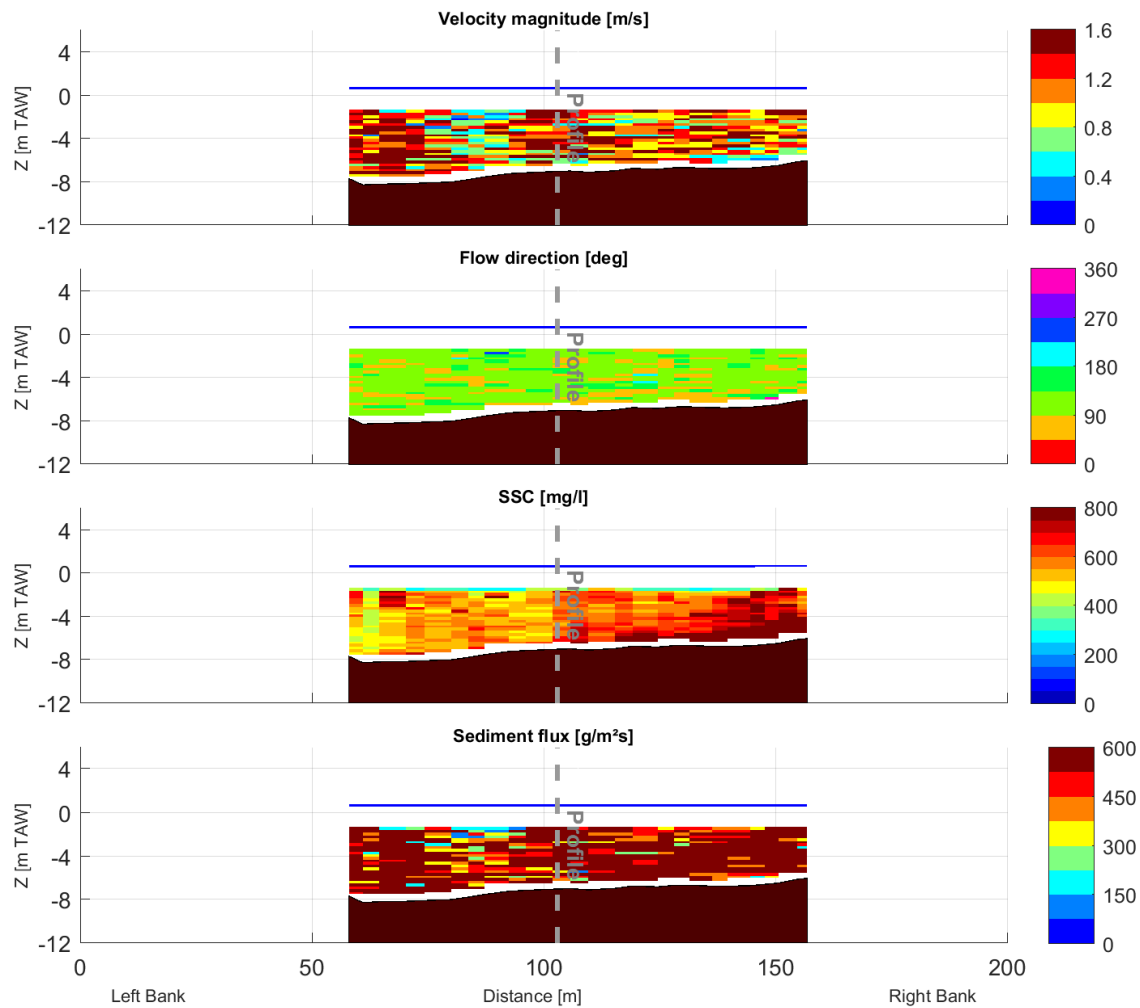 Velocity magnitude [m/s]
4
0
-4
-8
-12
Z [m TAW]
Profile
1.6
1.2
0.8
0.4
0
Flow direction [deg]
4
0
-4
-8
-12
Z [m TAW]
Profile
360
270
180
90
0
SSC [mg/l]
4
0
-4
-8
-12
Z [m TAW]
Profile
800
600
400
200
0
Sediment flux [g/m²s]
4
0
-4
-8
-12
Z [m TAW]
Profile
600
450
300
150
0
0 50 100 150 200
Left Bank Distance [m] Right Bank